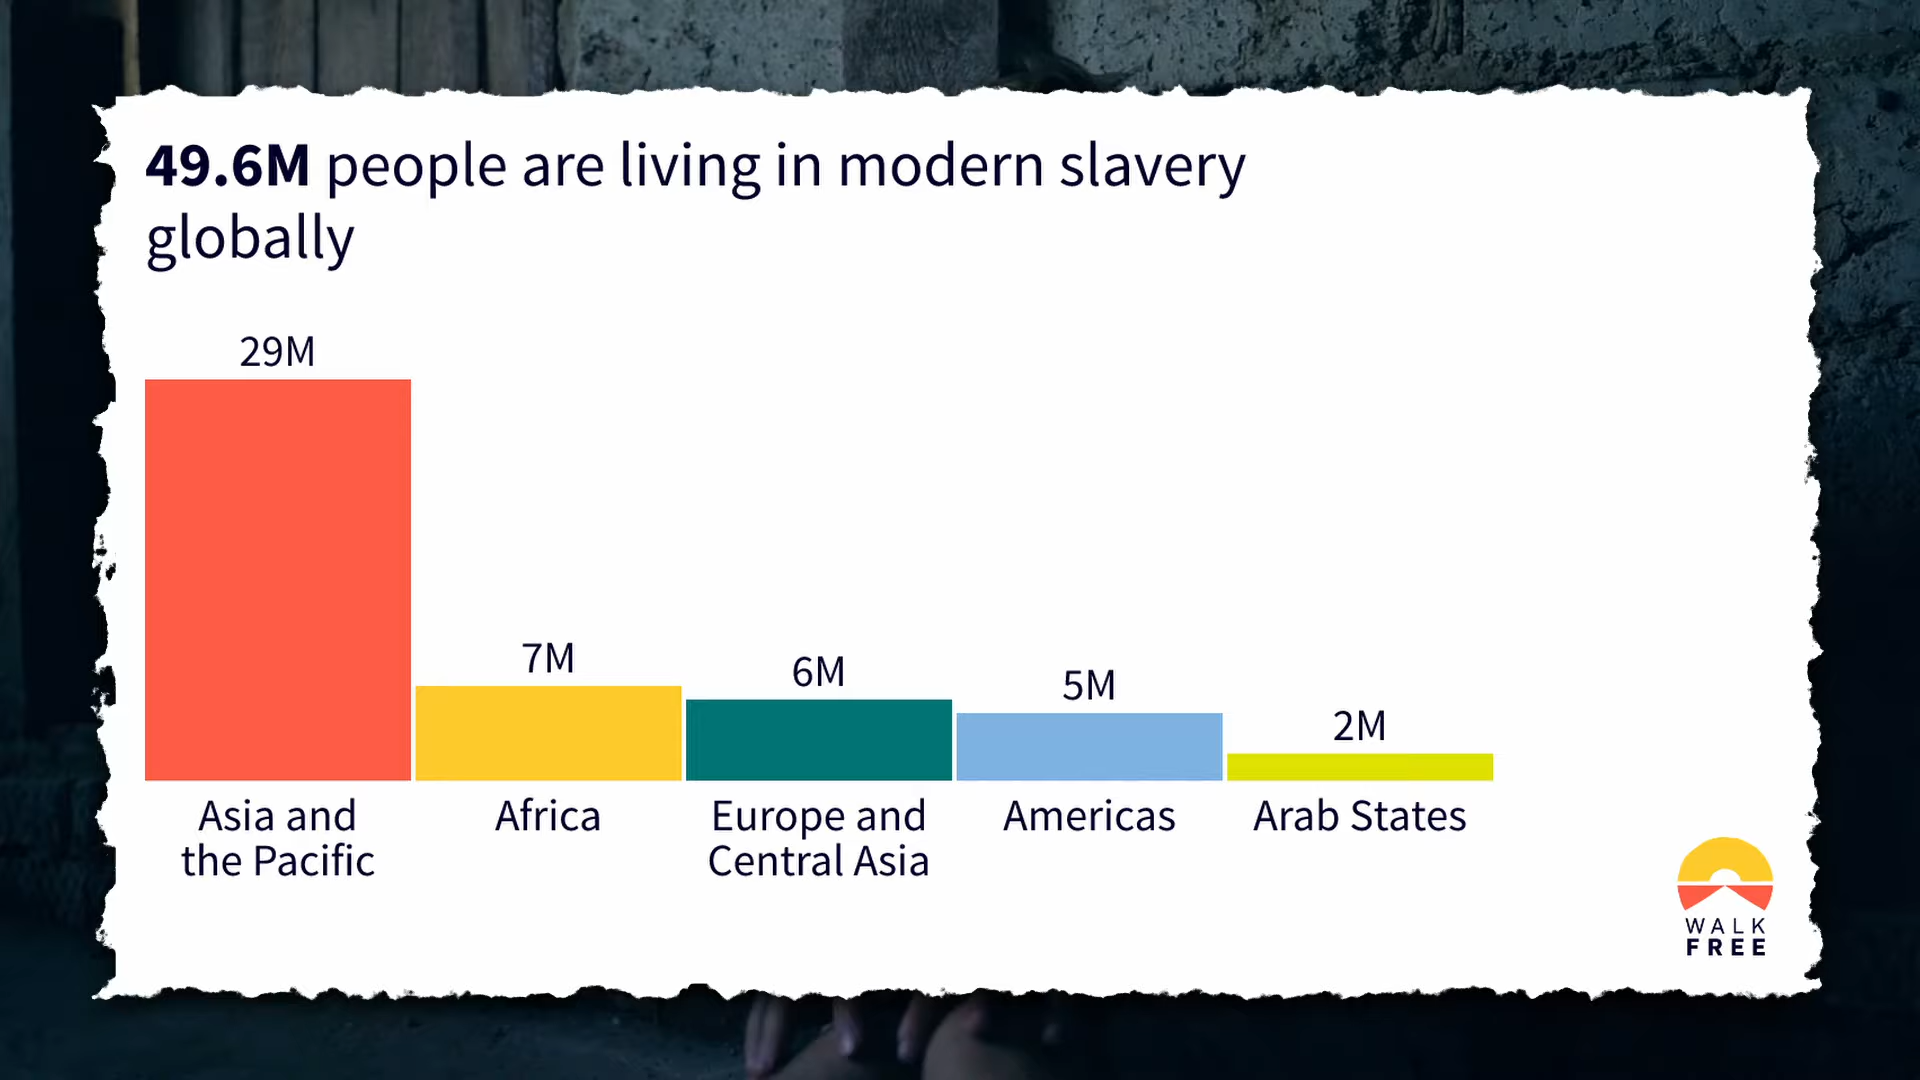 49.6M people are living in modern slavery
globally
29M
7M
6M
5M
2M
Asia and
the Pacific
Africa
Europe and
Central Asia
Americas
Arab States
WALK
FREE